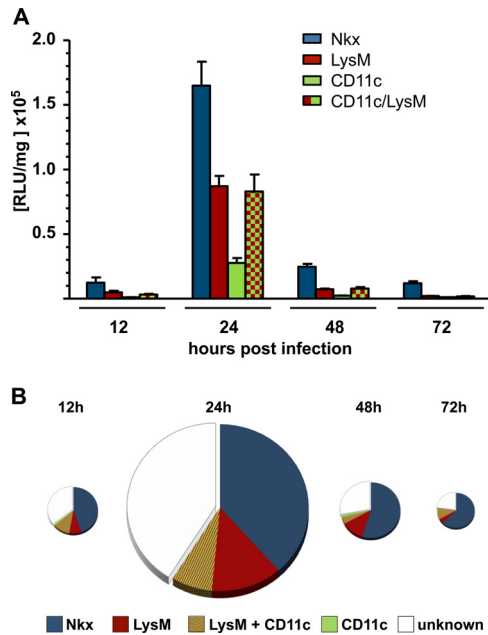 A
2.0
1.5
1.0
0.5
[RLU/mg ] x10⁵
Nkx
LysM
CD11c
CD11c/LysM
12 24 48 72
hours post infection
B
12h 24h 48h 72h
Nkx LysM LysM + CD11c CD11c unknown